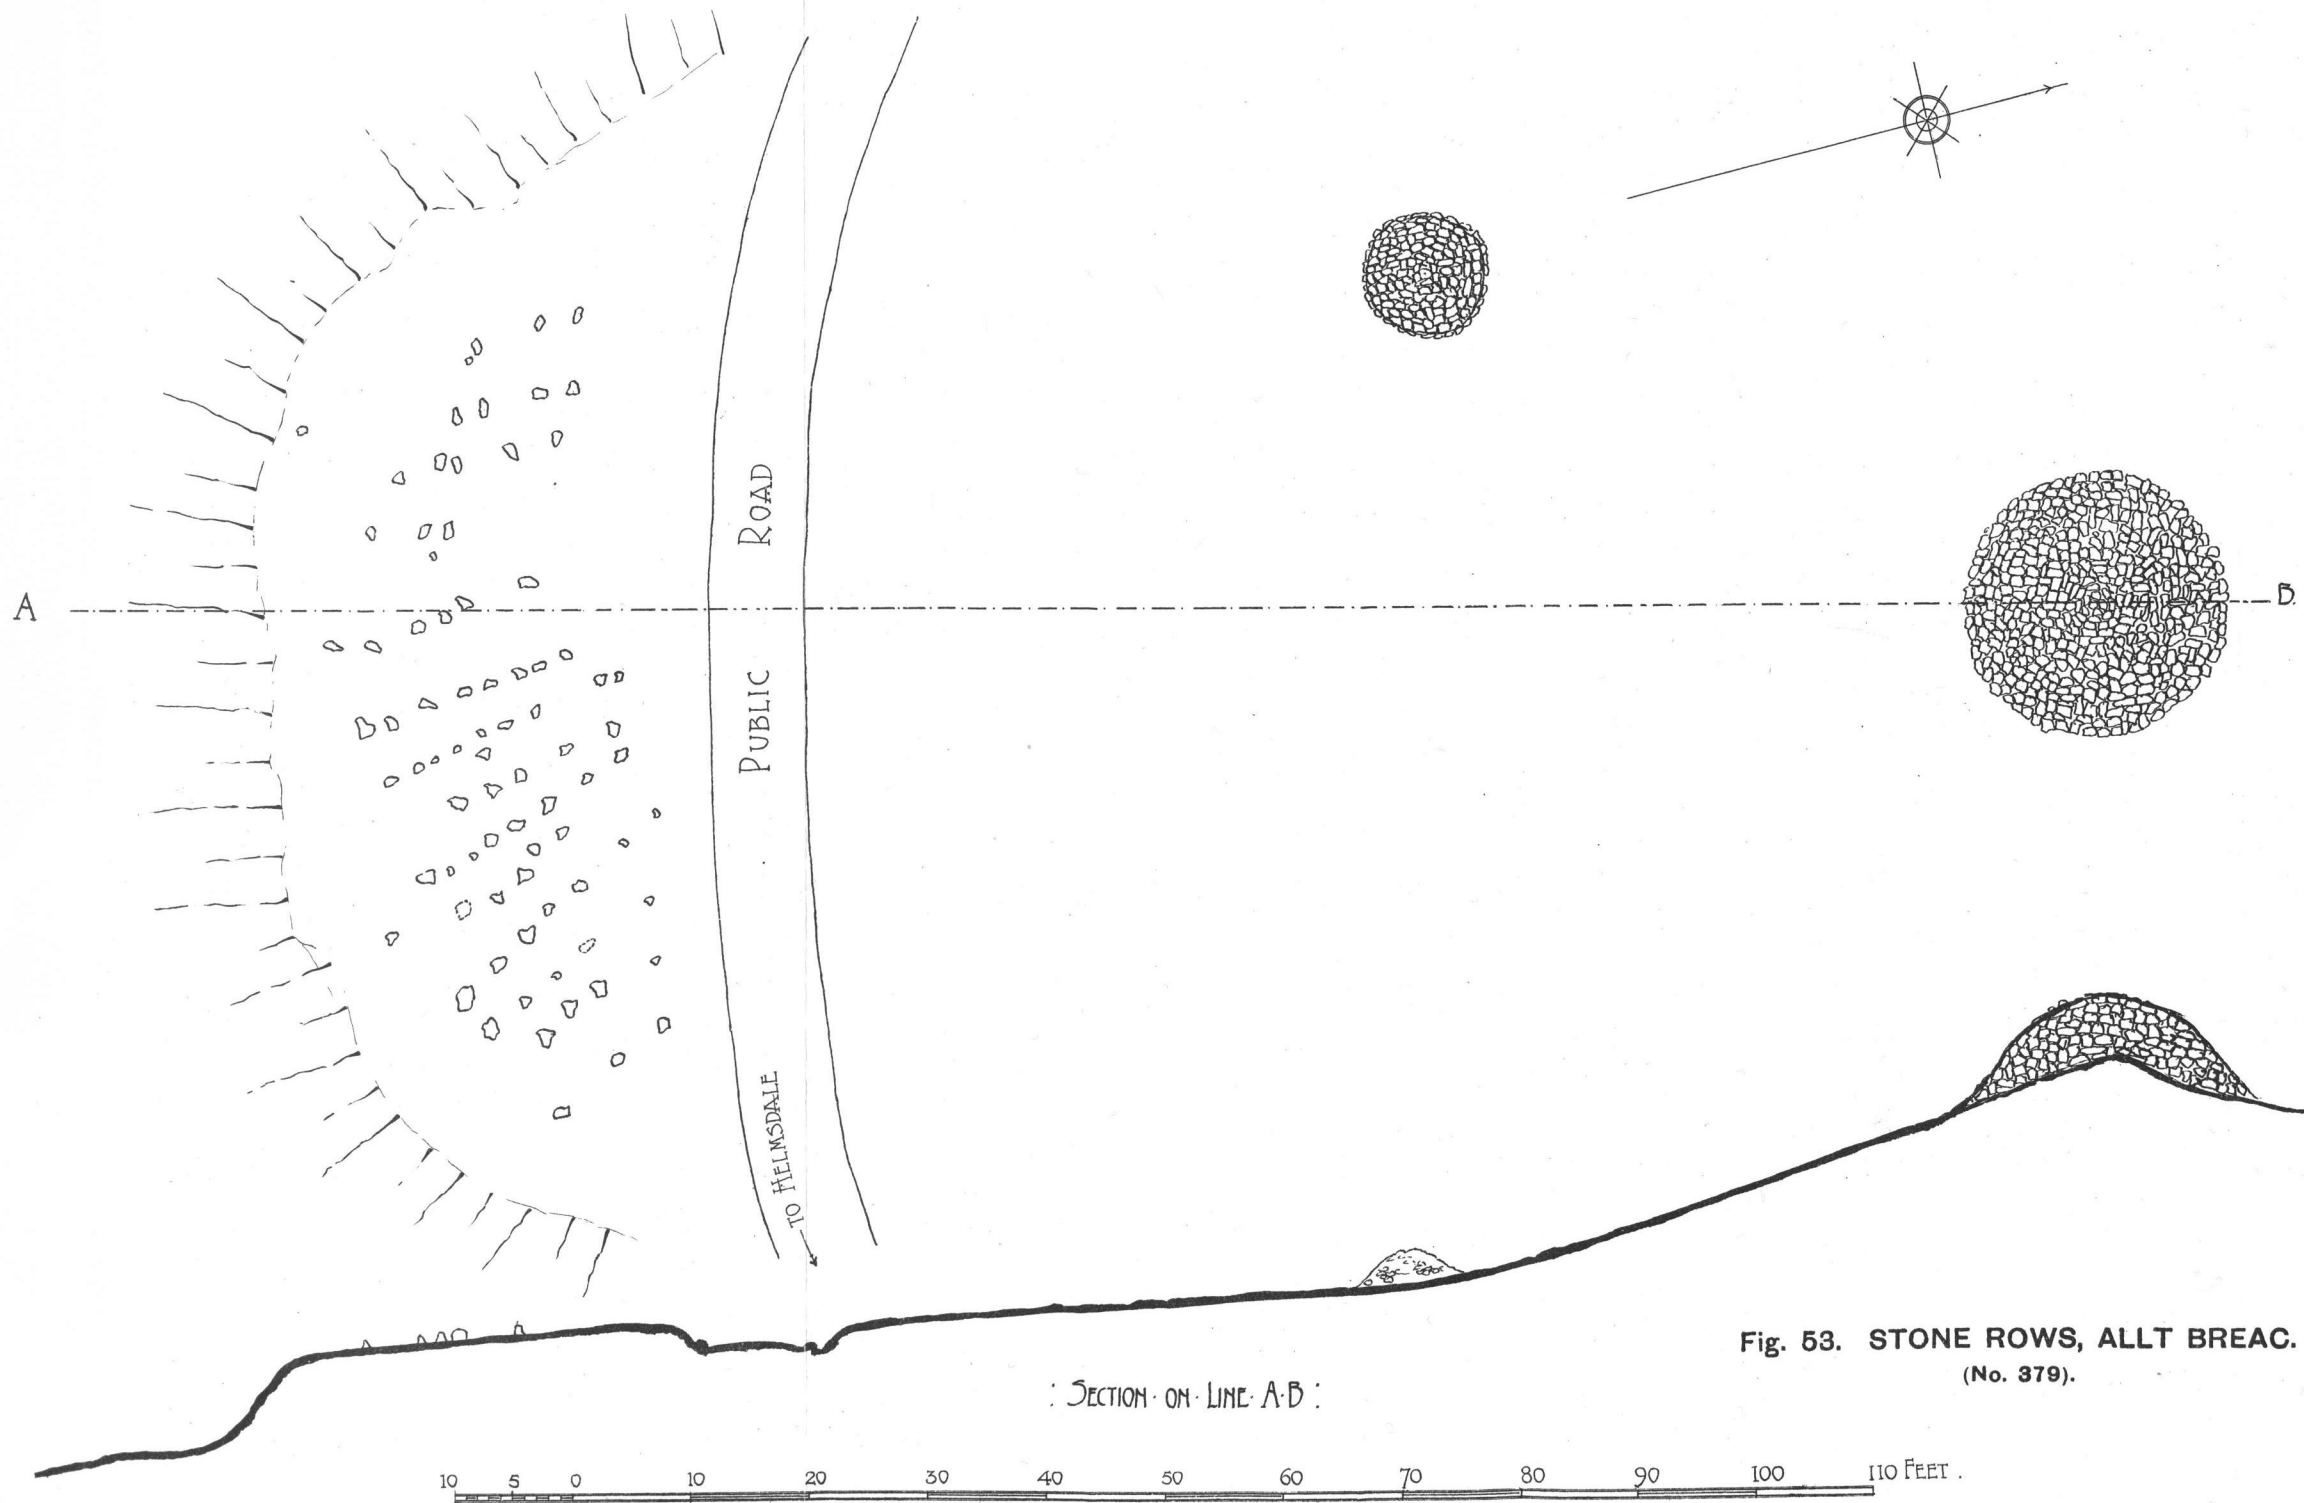 ROAD
A
B.
PUBLIC
TO HELMSDALE
Fig. 53. STONE ROWS, ALLT BREAC.
(No. 379).
: SECTION · ON · LINE · A·B :
10 5 0 10 20 30 40 50 60 70 80 90 100 110 FEET.